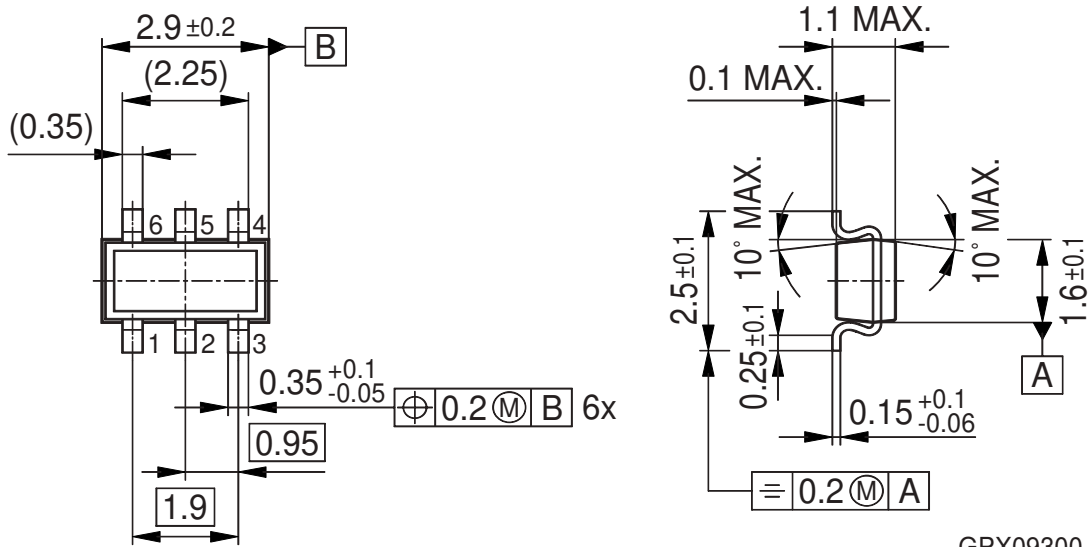 2.9 ±0.2
B
(2.25)
(0.35)
6
5
4
1
2
3
0.35 +0.1 -0.05
⌖ 0.2 Ⓜ B 6x
0.95
1.9
1.1 MAX.
0.1 MAX.
10° MAX.
10° MAX.
2.5±0.1
0.25±0.1
1.6±0.1
A
0.15 +0.1 -0.06
⌯ 0.2 Ⓜ A